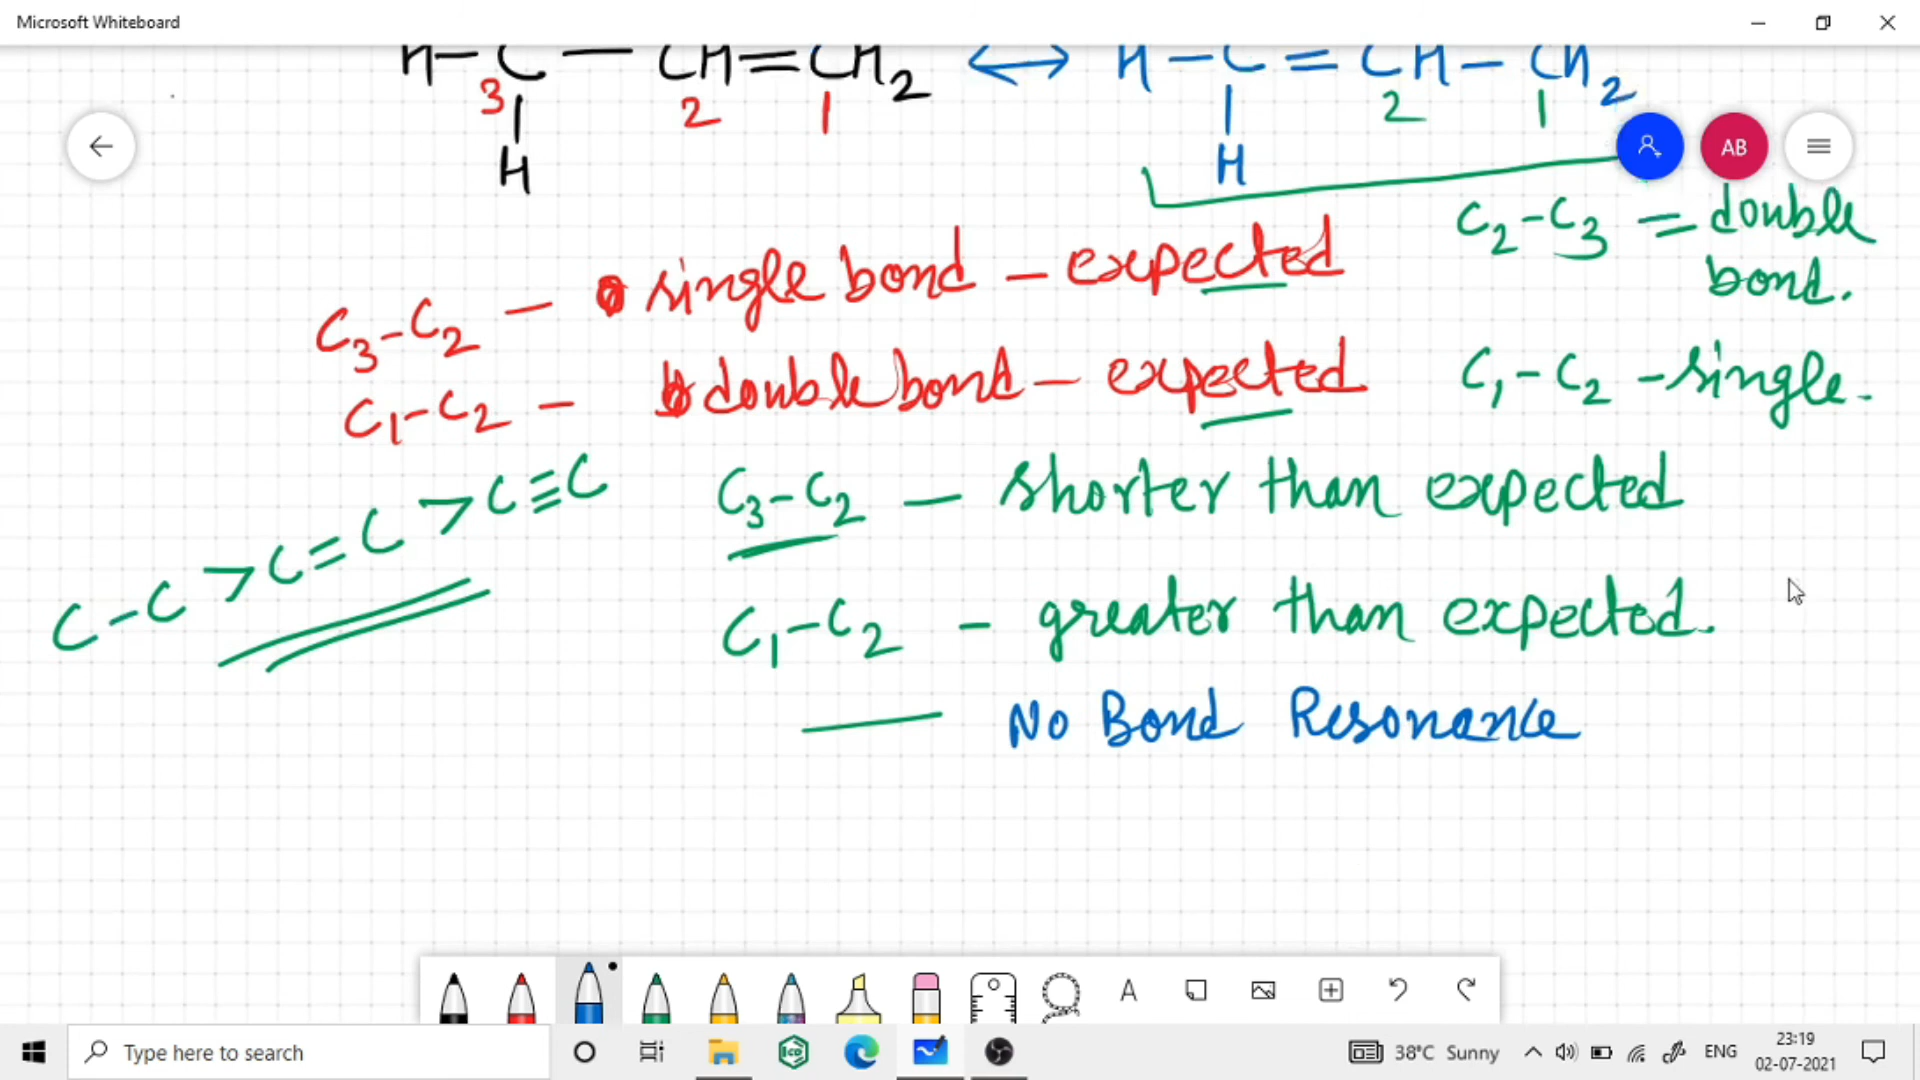 Microsoft Whiteboard
H - C - CH = CH2 ↔ H - C = CH - CH2
3 2 1 2 1
H H
AB
C2-C3 = double bond.
C3-C2 - single bond - expected
C1-C2 - double bond - expected
C1-C2 - single.
C-C > C=C > C≡C
C3-C2 - shorter than expected
C1-C2 - greater than expected.
No Bond Resonance
A
Type here to search
38°C Sunny
ENG
23:19
02-07-2021